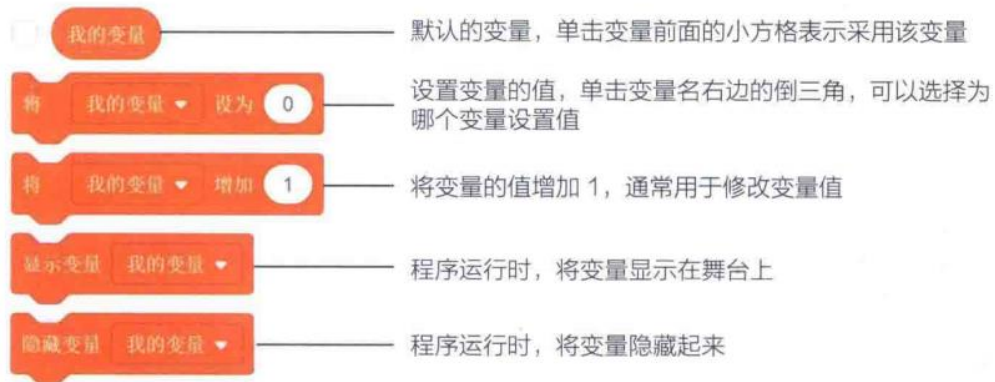 我的变量
默认的变量，单击变量前面的小方格表示采用该变量
将 我的变量 设为 0
设置变量的值，单击变量名右边的倒三角，可以选择为
哪个变量设置值
将 我的变量 增加 1
将变量的值增加 1，通常用于修改变量值
显示变量 我的变量
程序运行时，将变量显示在舞台上
隐藏变量 我的变量
程序运行时，将变量隐藏起来